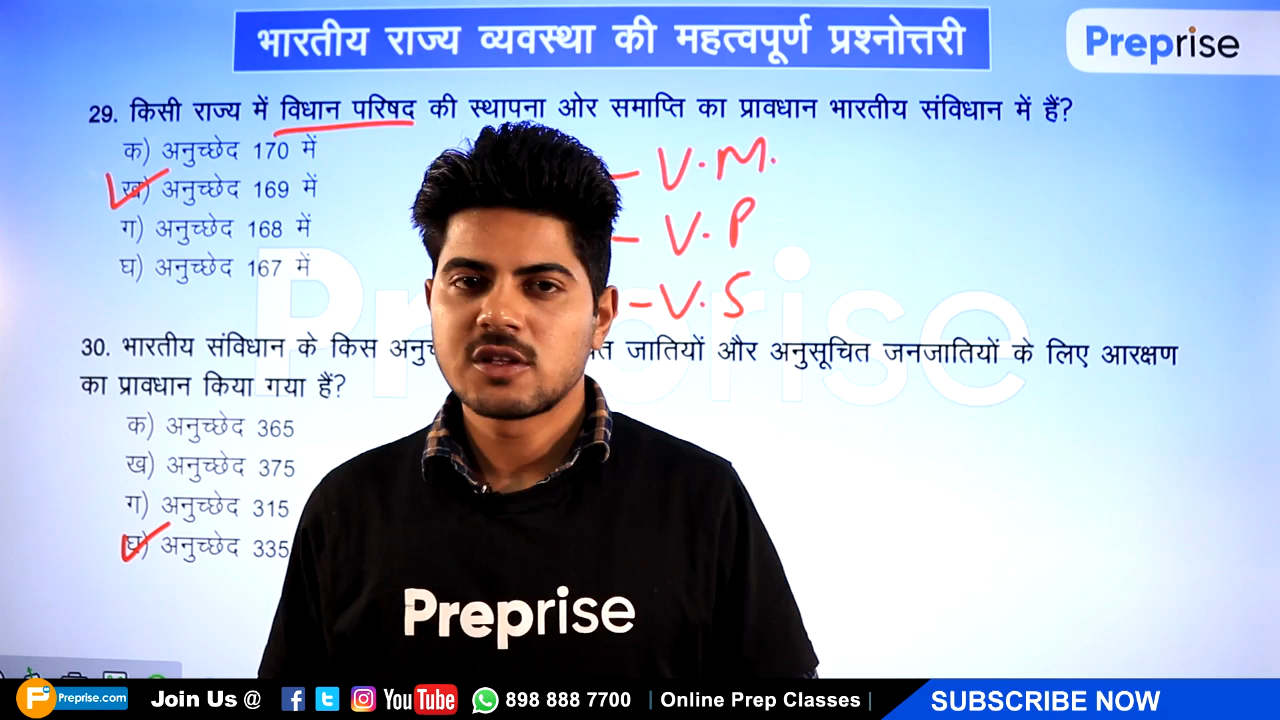 भारतीय राज्य व्यवस्था की महत्वपूर्ण प्रश्नोत्तरी
Preprise
29. किसी राज्य में विधान परिषद की स्थापना ओर समाप्ति का प्रावधान भारतीय संविधान में हैं?
क) अनुच्छेद 170 में
ख) अनुच्छेद 169 में
ग) अनुच्छेद 168 में
घ) अनुच्छेद 167 में
– V.M.
– V.P
– V.S
Preprise
30. भारतीय संविधान के किस जातियों और अनुसूचित जनजातियों के लिए आरक्षण
का प्रावधान किया गया हैं?
क) अनुच्छेद 365
ख) अनुच्छेद 375
ग) अनुच्छेद 315
घ) अनुच्छेद 335
Preprise
Preprise.com Join Us @ YouTube 898 888 7700 | Online Prep Classes | SUBSCRIBE NOW